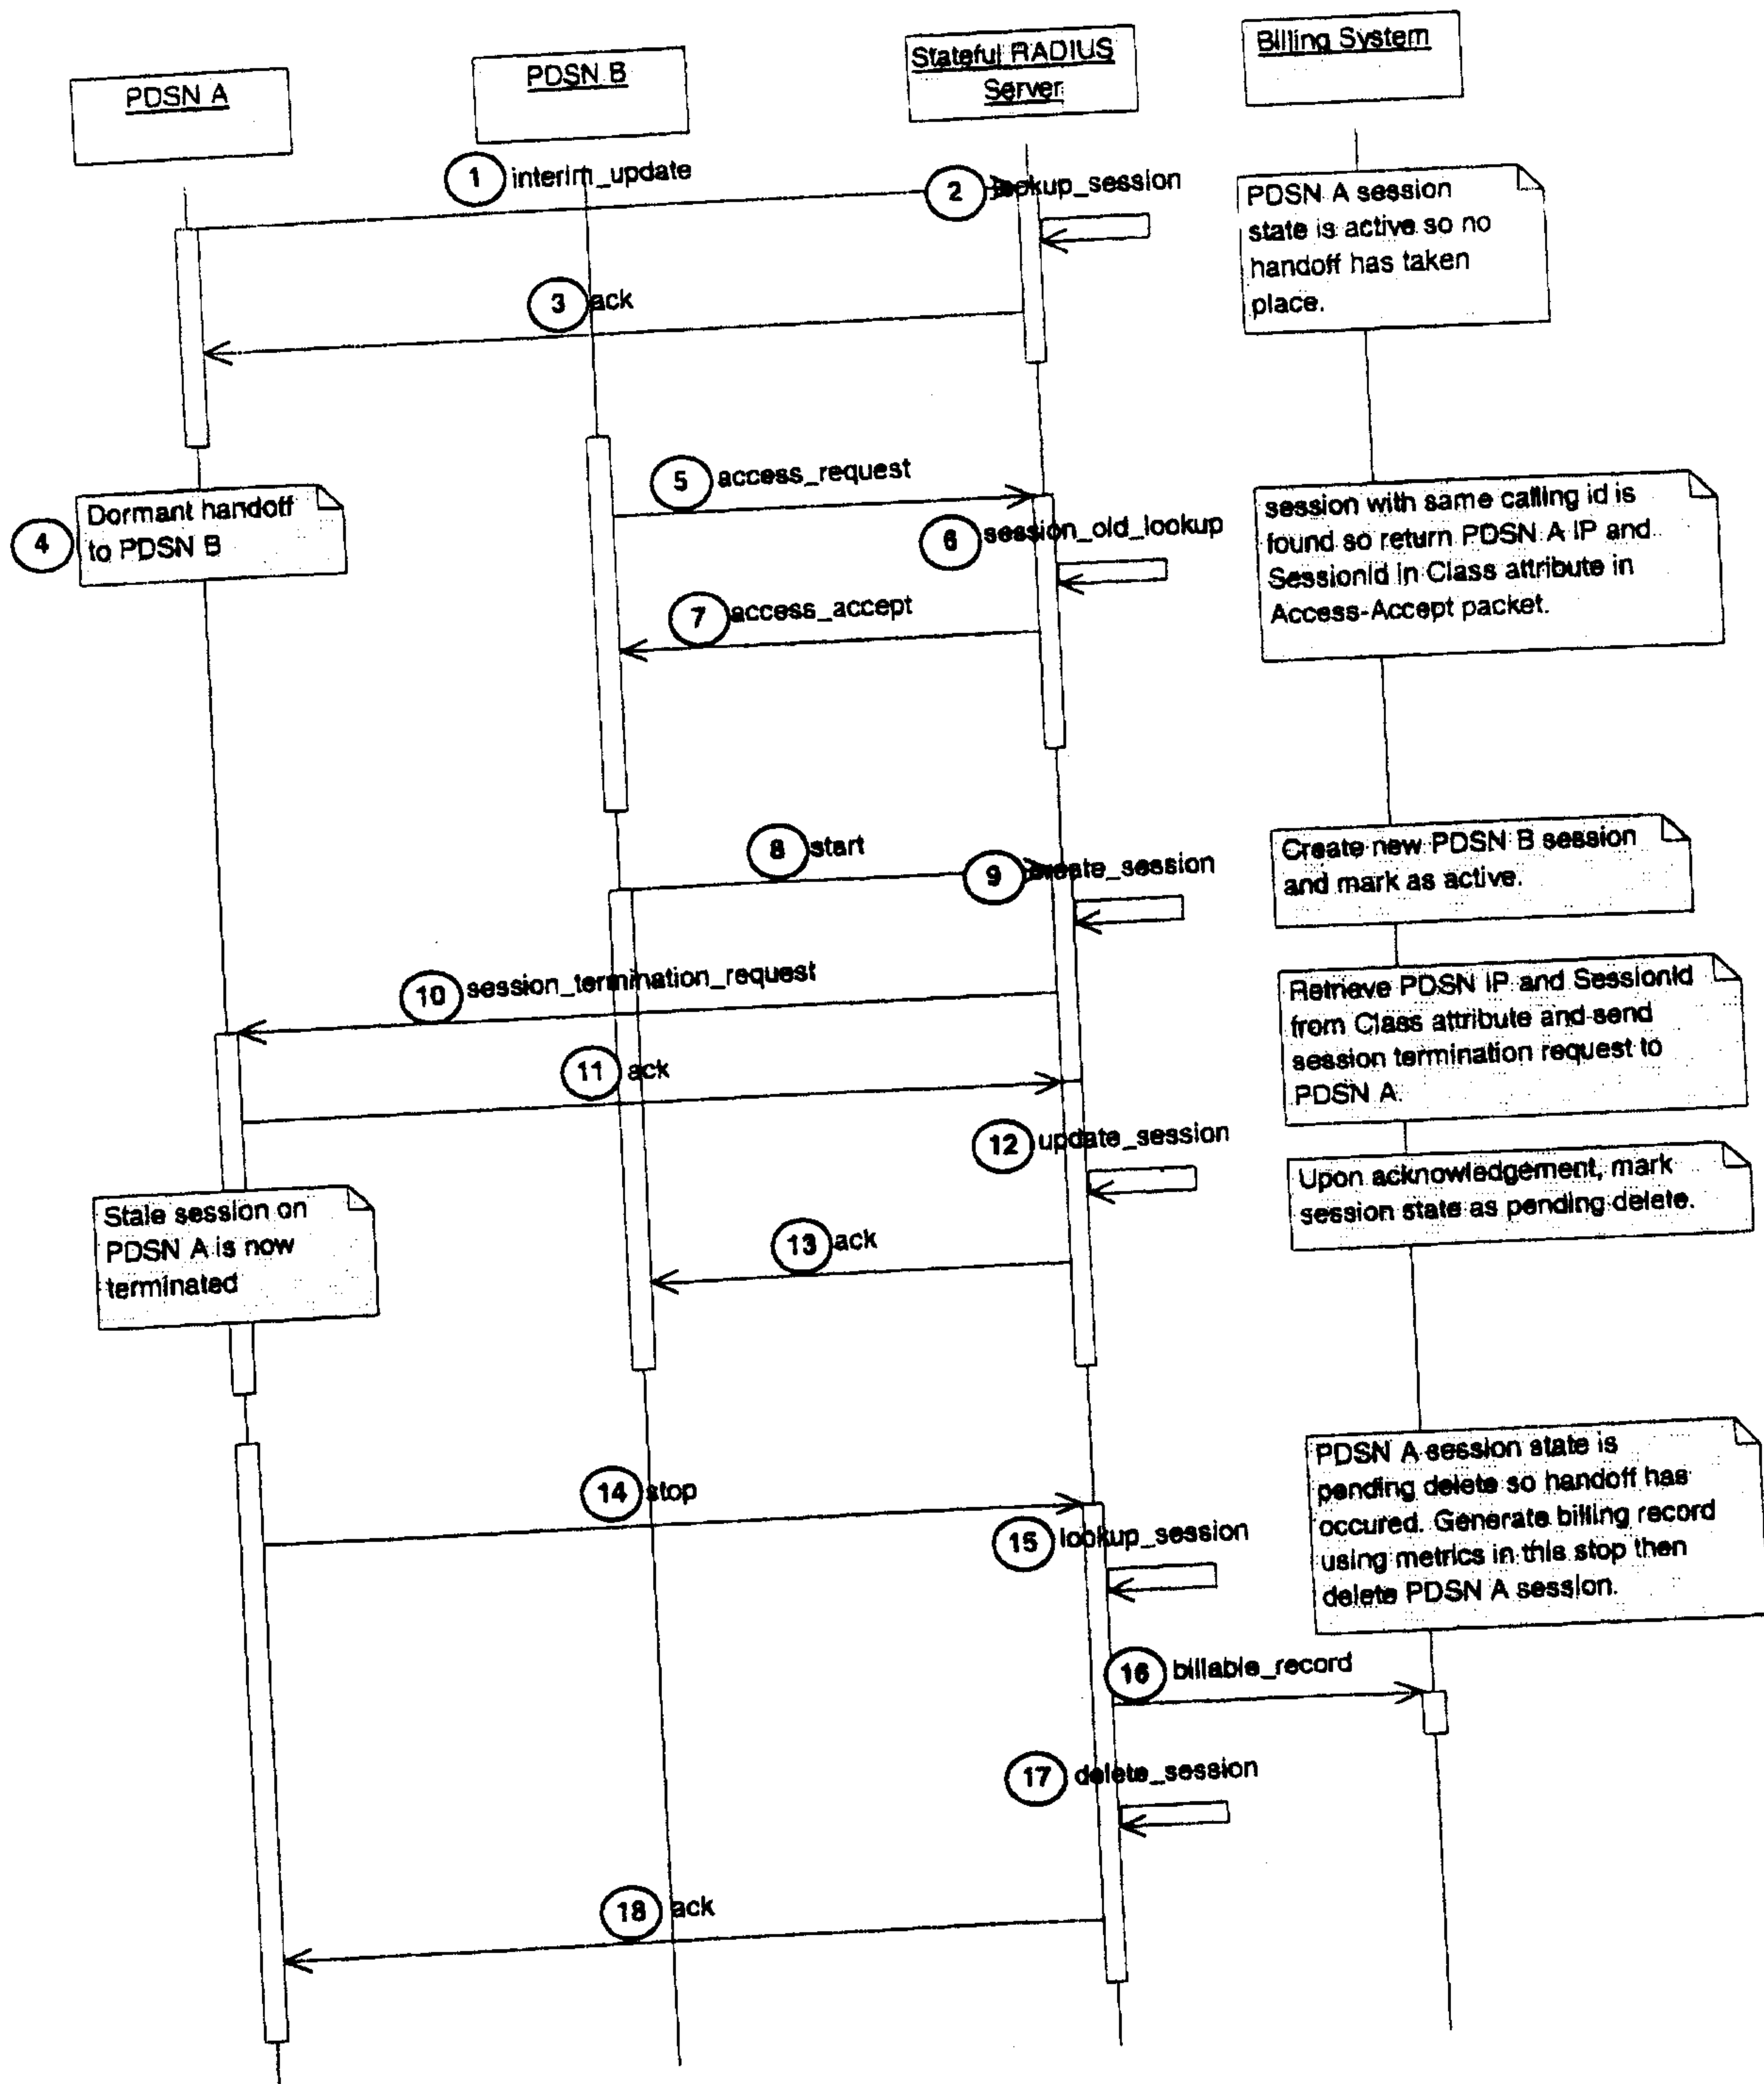 PDSN A
PDSN B
Stateful RADIUS
Server
Billing System
1 interim_update
2 lookup_session
PDSN A session
state is active so no
handoff has taken
place.
3 ack
4
Dormant handoff
to PDSN B
5 access_request
6 session_old_lookup
session with same calling id is
found so return PDSN A IP and
SessionId in Class attribute in
Access-Accept packet.
7 access_accept
8 start
9 create_session
Create new PDSN B session
and mark as active.
10 session_termination_request
Retrieve PDSN IP and SessionId
from Class attribute and send
session termination request to
PDSN A.
11 ack
12 update_session
Upon acknowledgement, mark
session state as pending delete.
Stale session on
PDSN A is now
terminated
13 ack
14 stop
15 lookup_session
PDSN A session state is
pending delete so handoff has
occured. Generate billing record
using metrics in this stop then
delete PDSN A session.
16 billable_record
17 delete_session
18 ack